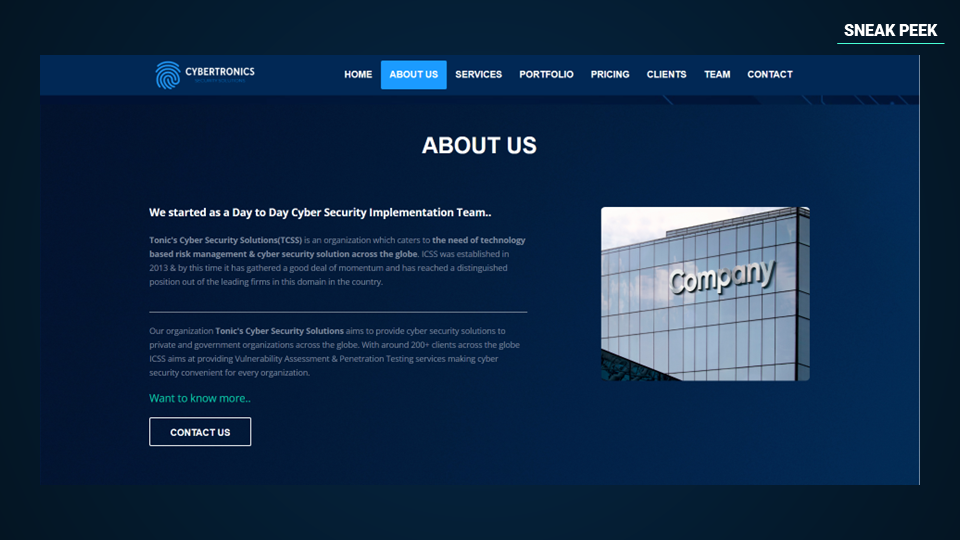 SNEAK PEEK
CYBERTRONICS
HOME ABOUT US SERVICES PORTFOLIO PRICING CLIENTS TEAM CONTACT
ABOUT US
We started as a Day to Day Cyber Security Implementation Team..
Tonic's Cyber Security Solutions(TCSS) is an organization which caters to the need of technology
based risk management & cyber security solution across the globe. ICSS was established in
2013 & by this time it has gathered a good deal of momentum and has reached a distinguished
position out of the leading firms in this domain in the country.
Company
Our organization Tonic's Cyber Security Solutions aims to provide cyber security solutions to
private and government organizations across the globe. With around 200+ clients across the globe
ICSS aims at providing Vulnerability Assessment & Penetration Testing services making cyber
security convenient for every organization.
Want to know more..
CONTACT US